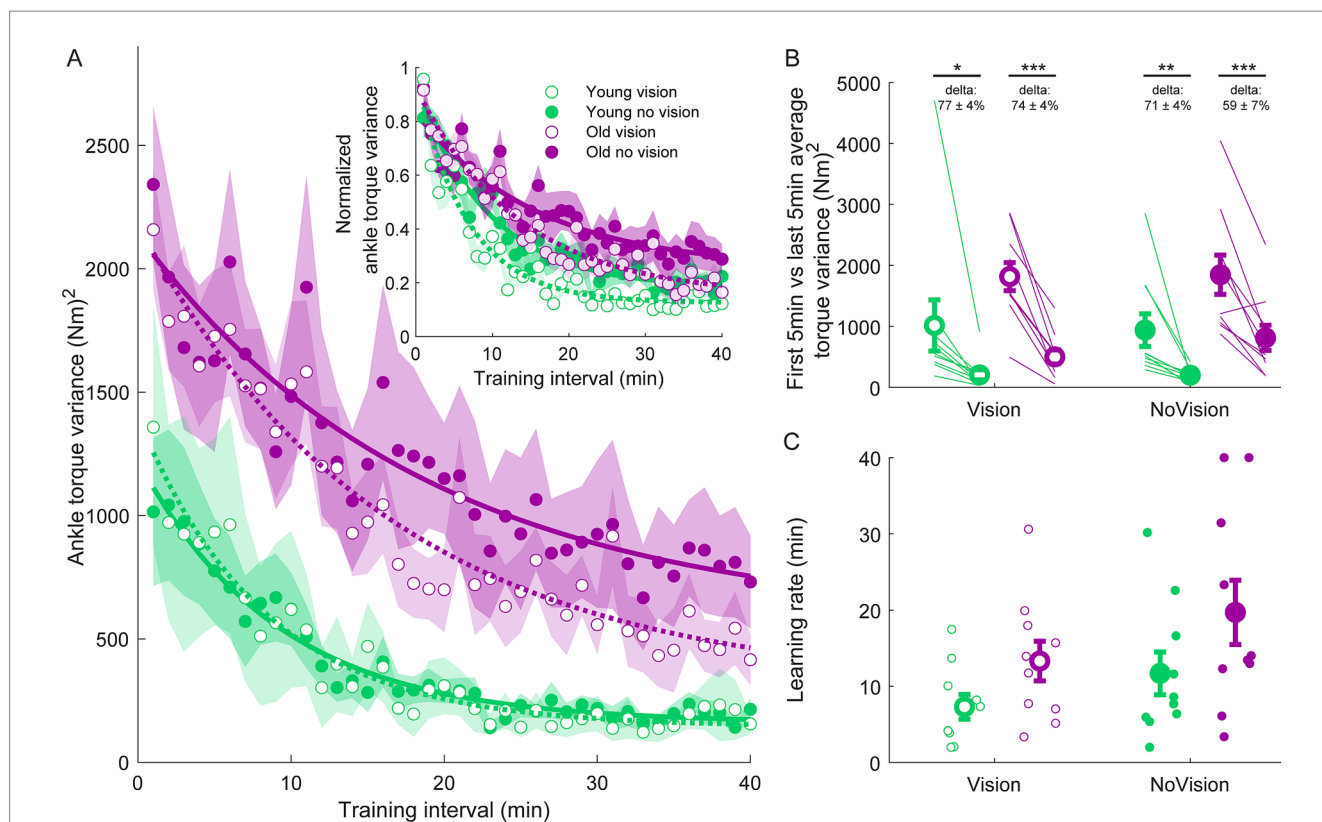 A
Ankle torque variance (Nm)²
2500
2000
1500
1000
500
0
0 10 20 30 40
Training interval (min)
Normalized
ankle torque variance
1
0.8
0.6
0.4
0.2
0
0 10 20 30 40
Training interval (min)
Young vision
Young no vision
Old vision
Old no vision
B
First 5min vs last 5min average
torque variance (Nm)²
5000
4000
3000
2000
1000
0
* *** ** ***
delta: delta: delta: delta:
77 ± 4% 74 ± 4% 71 ± 4% 59 ± 7%
Vision NoVision
C
Learning rate (min)
40
30
20
10
0
Vision NoVision